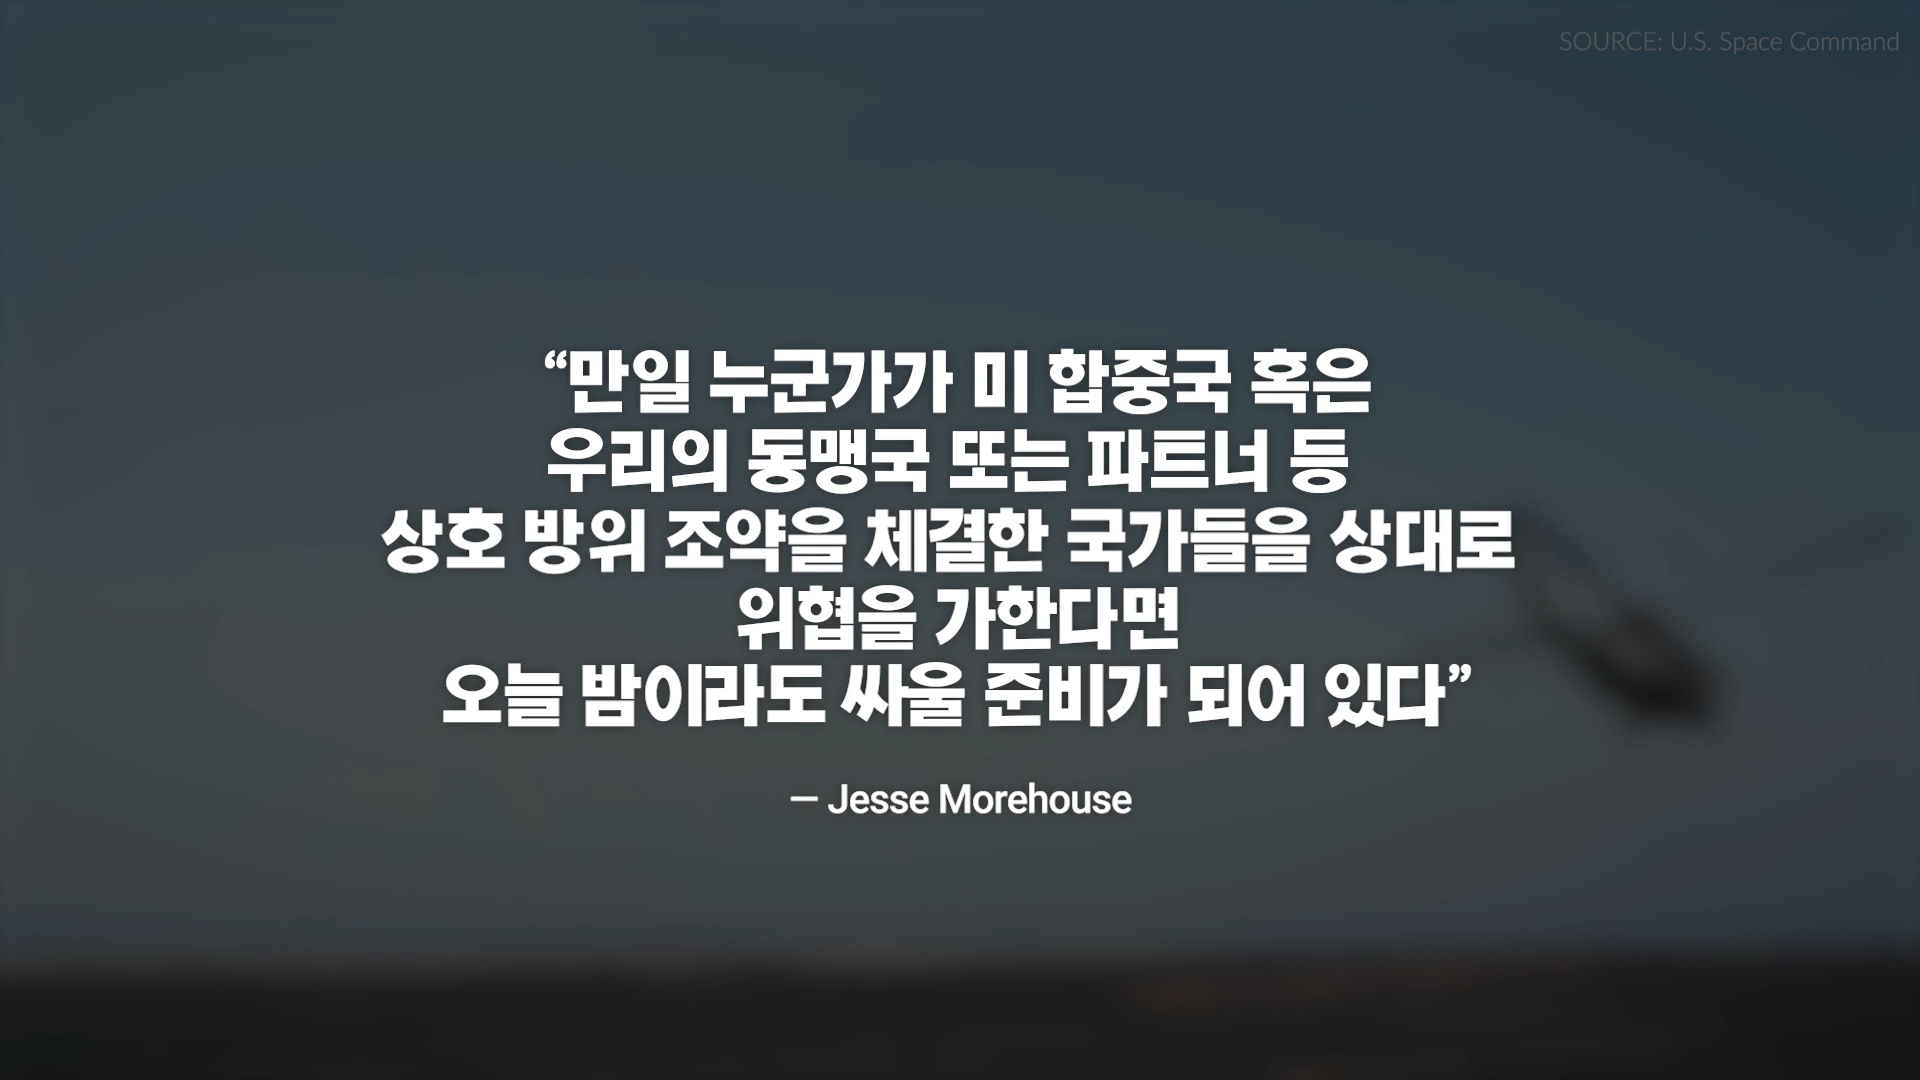 SOURCE: U.S. Space Command
“만일 누군가가 미 합중국 혹은
우리의 동맹국 또는 파트너 등
상호 방위 조약을 체결한 국가들을 상대로
위협을 가한다면
오늘 밤이라도 싸울 준비가 되어 있다”
– Jesse Morehouse